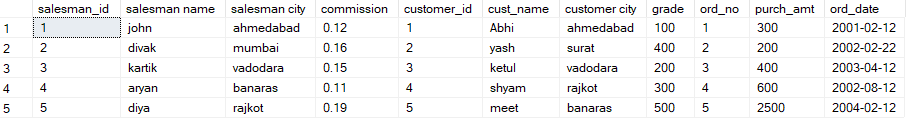 salesman_id salesman name salesman city commission customer_id cust_name customer city grade ord_no purch_amt ord_date
1 1 john ahmedabad 0.12 1 Abhi ahmedabad 100 1 300 2001-02-12
2 2 divak mumbai 0.16 2 yash surat 400 2 200 2002-02-22
3 3 kartik vadodara 0.15 3 ketul vadodara 200 3 400 2003-04-12
4 4 aryan banaras 0.11 4 shyam rajkot 300 4 600 2002-08-12
5 5 diya rajkot 0.19 5 meet banaras 500 5 2500 2004-02-12